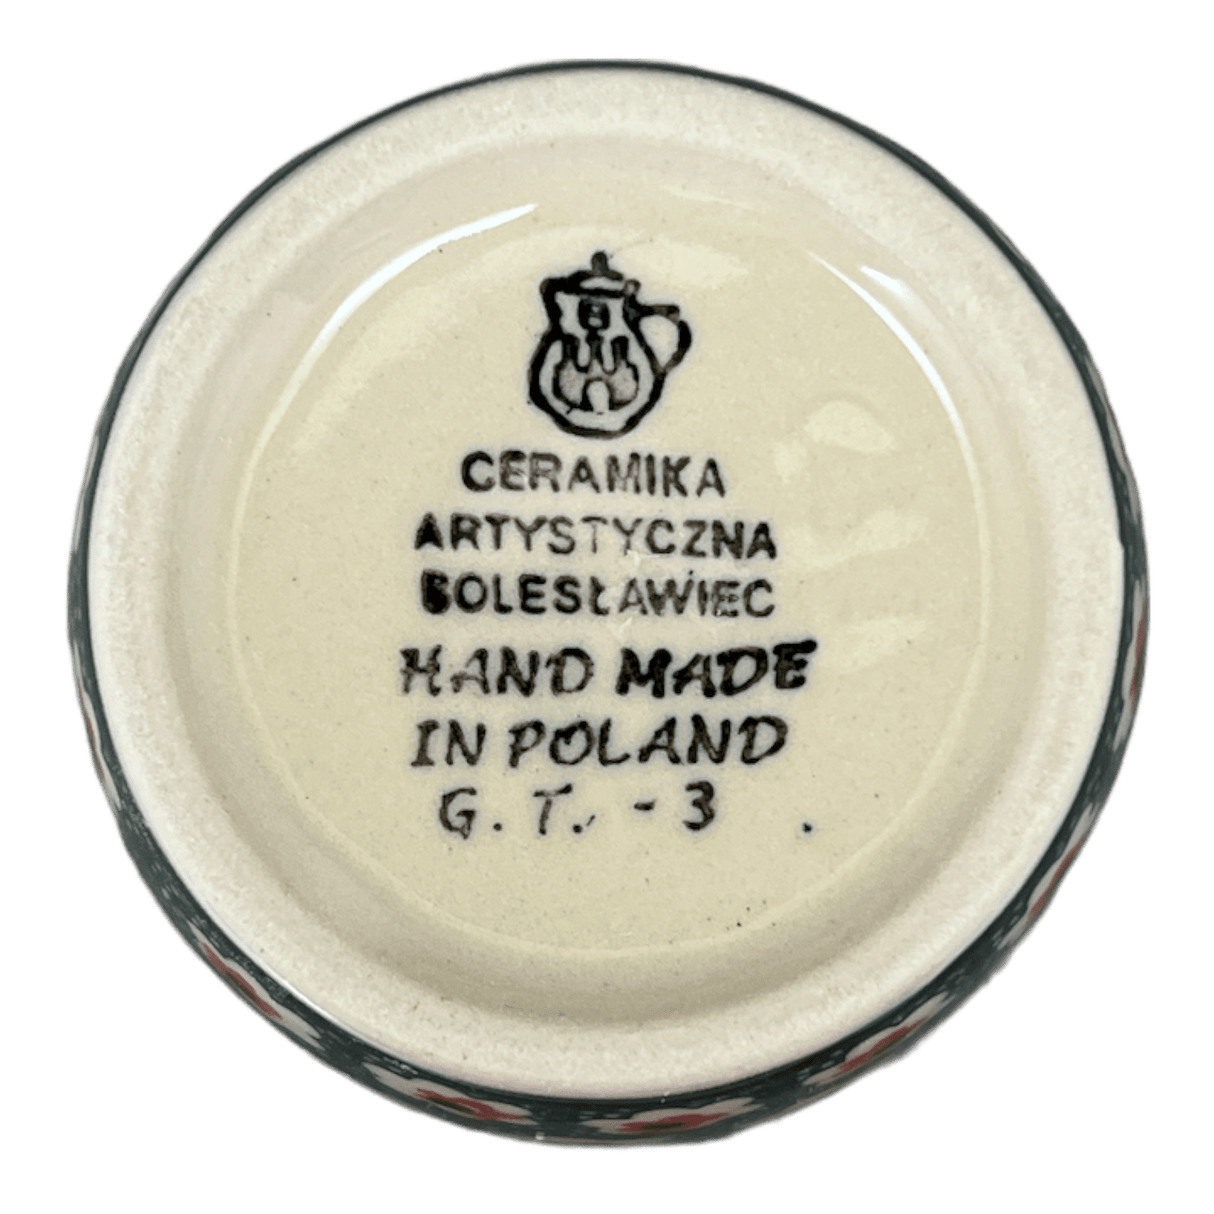 B
CERAMIKA
ARTYSTYCZNA
BOLESŁAWIEC
HAND MADE
IN POLAND
G. T. - 3